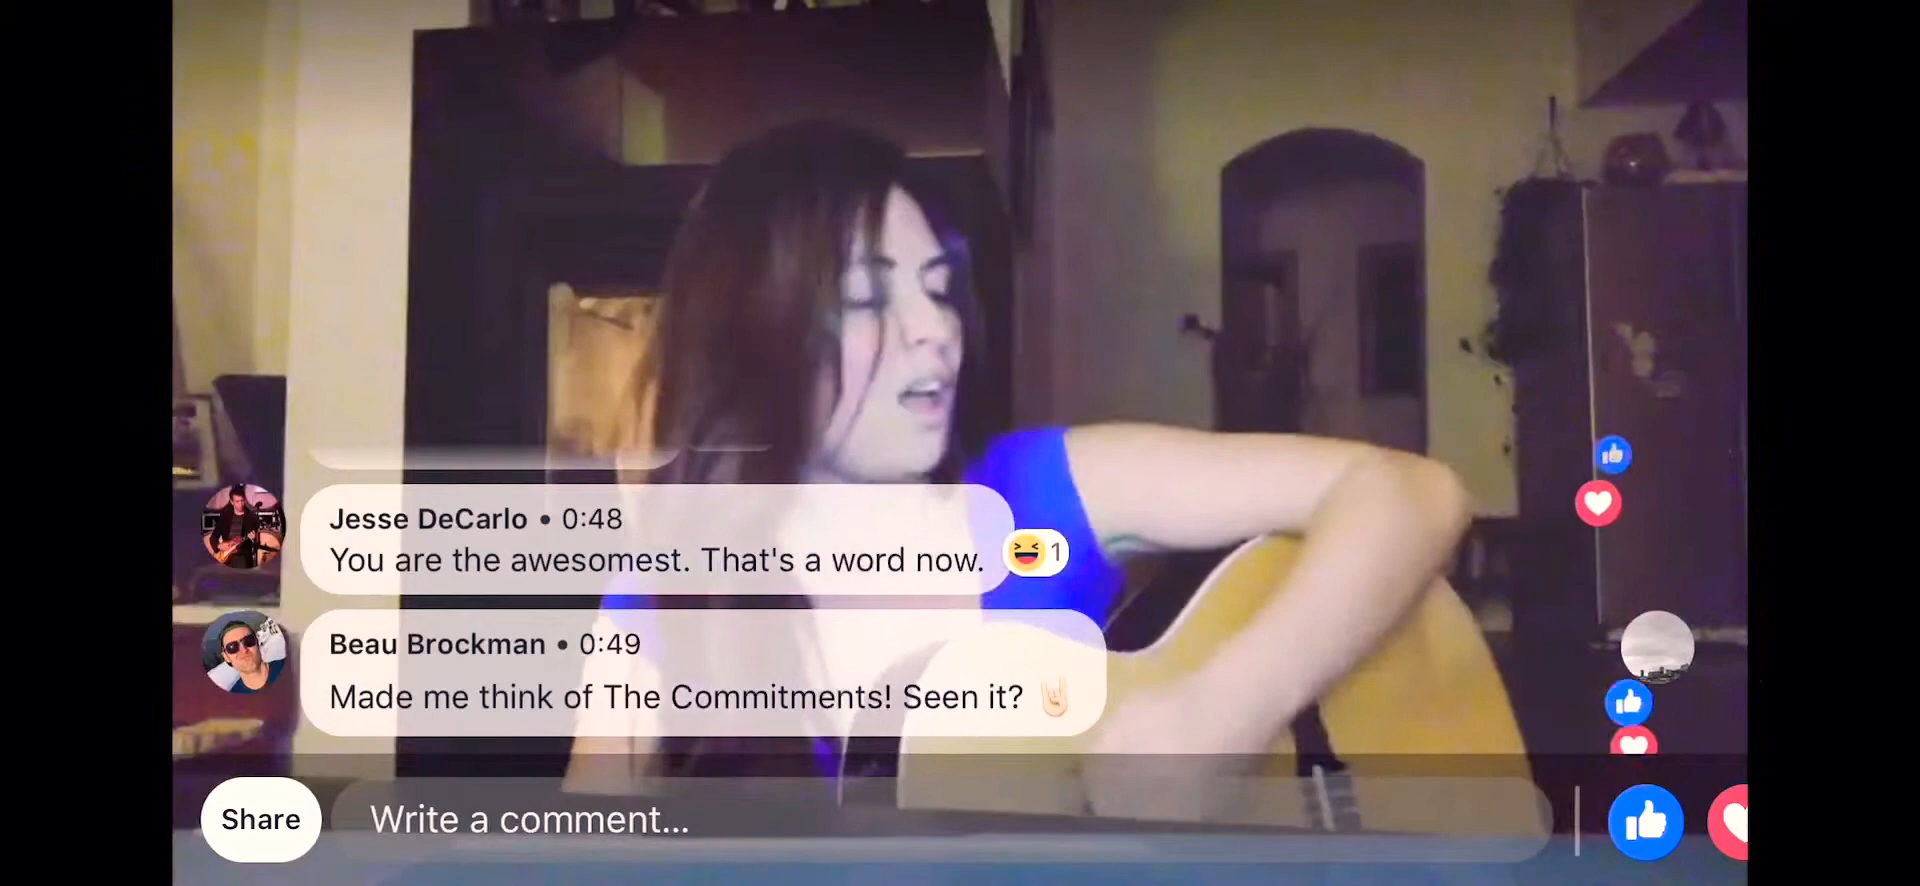 Jesse DeCarlo • 0:48
You are the awesomest. That's a word now.
1
Beau Brockman • 0:49
Made me think of The Commitments! Seen it? 🤘🏻
Share
Write a comment...